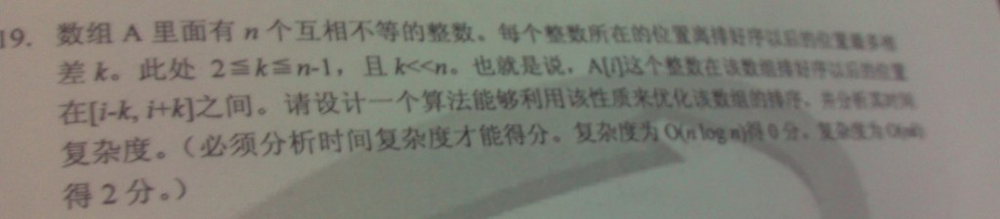 19. 数组 A 里面有 n 个互相不等的整数。每个整数所在的位置离排好序以后的位置最多相
差 k。此处 2≦k≦n-1，且 k<<n。也就是说，A[i]这个整数在该数组排好序以后的位置
在[i-k, i+k]之间。请设计一个算法能够利用该性质来优化该数组的排序，并分析其时间
复杂度。（必须分析时间复杂度才能得分。复杂度为 O(n log n)得 0 分。复杂度为 O(nk)
得 2 分。）